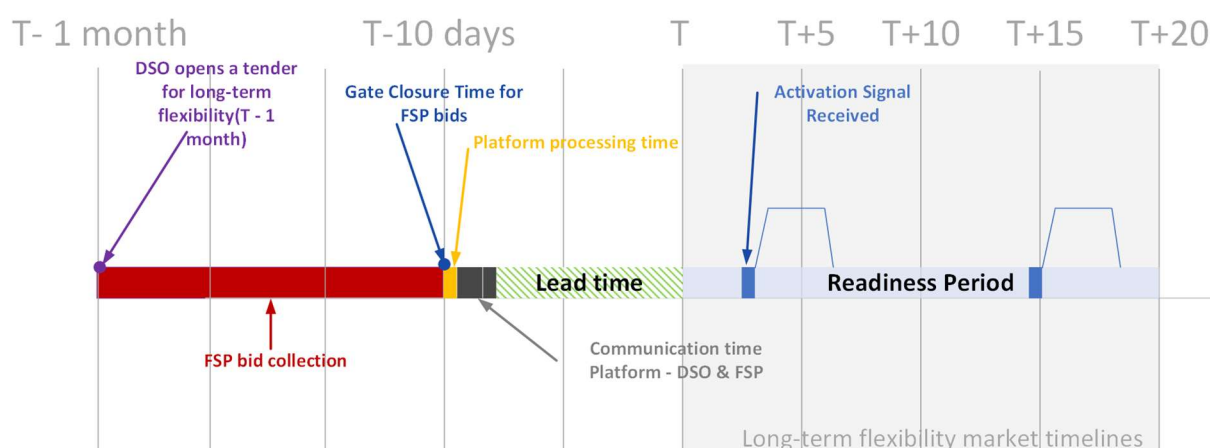 T- 1 month
T-10 days
T
T+5
T+10
T+15
T+20
DSO opens a tender
for long-term
flexibility(T - 1
month)
Gate Closure Time for
FSP bids
Platform processing time
Activation Signal
Received
Lead time
Readiness Period
FSP bid collection
Communication time
Platform - DSO & FSP
Long-term flexibility market timelines